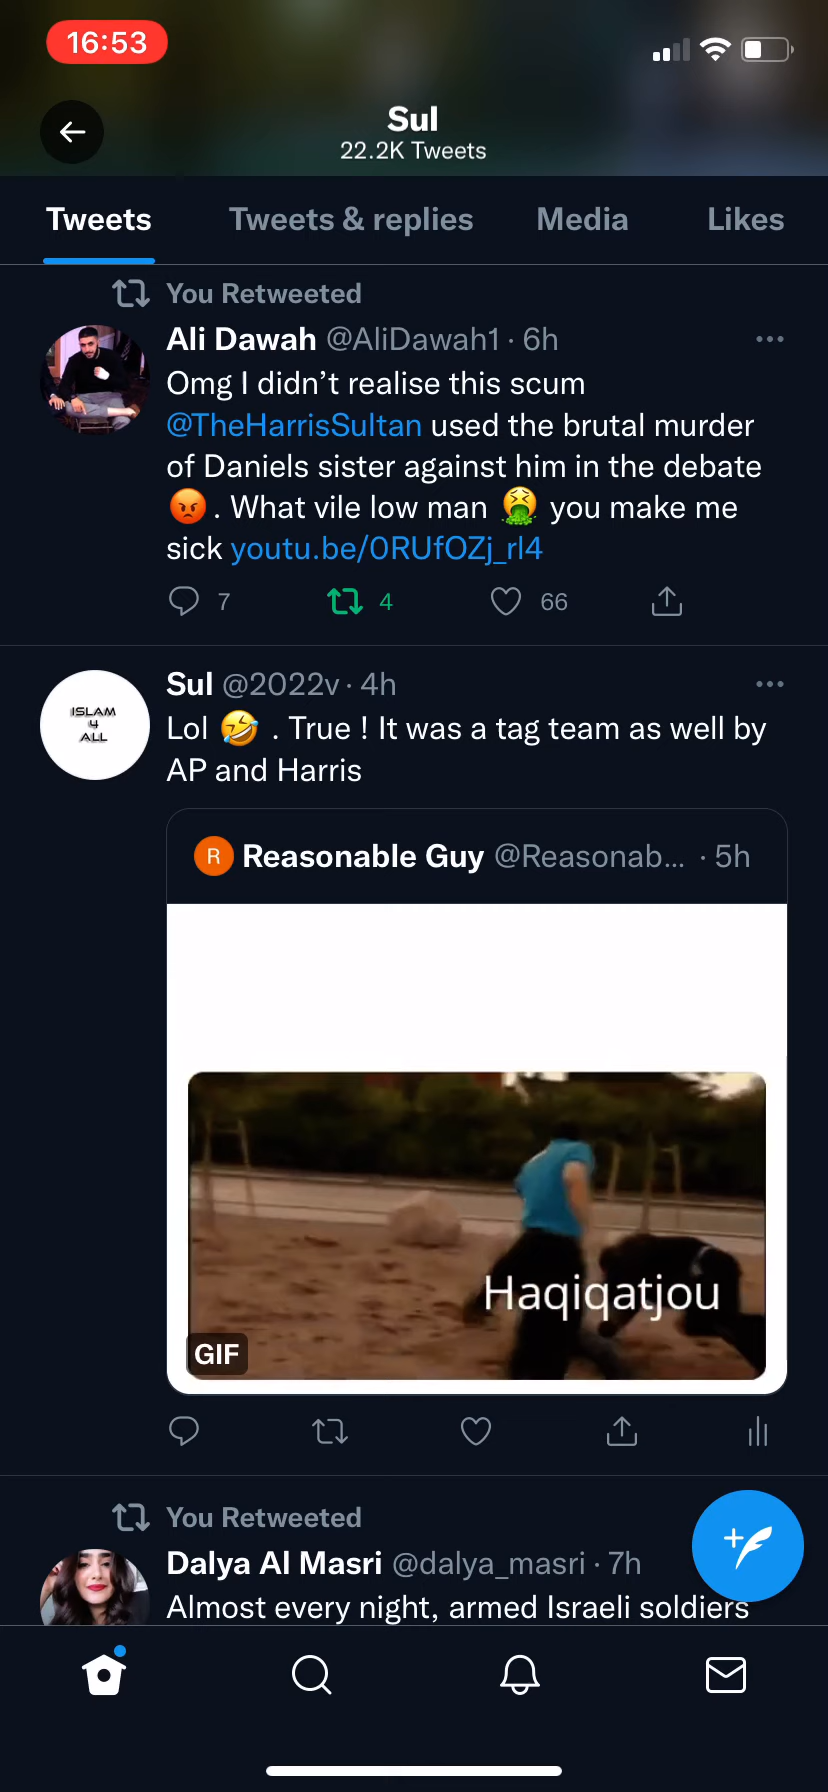 16:53
Sul
22.2K Tweets
Tweets Tweets & replies Media Likes
You Retweeted
Ali Dawah @AliDawah1 · 6h
Omg I didn’t realise this scum
@TheHarrisSultan used the brutal murder
of Daniels sister against him in the debate
😡 . What vile low man 🤮 you make me
sick youtu.be/0RUfOZj_rl4
7 4 66
ISLAM
4
ALL
Sul @2022v · 4h
Lol 🤣 . True ! It was a tag team as well by
AP and Harris
R Reasonable Guy @Reasonab... · 5h
Haqiqatjou
GIF
You Retweeted
Dalya Al Masri @dalya_masri · 7h
Almost every night, armed Israeli soldiers